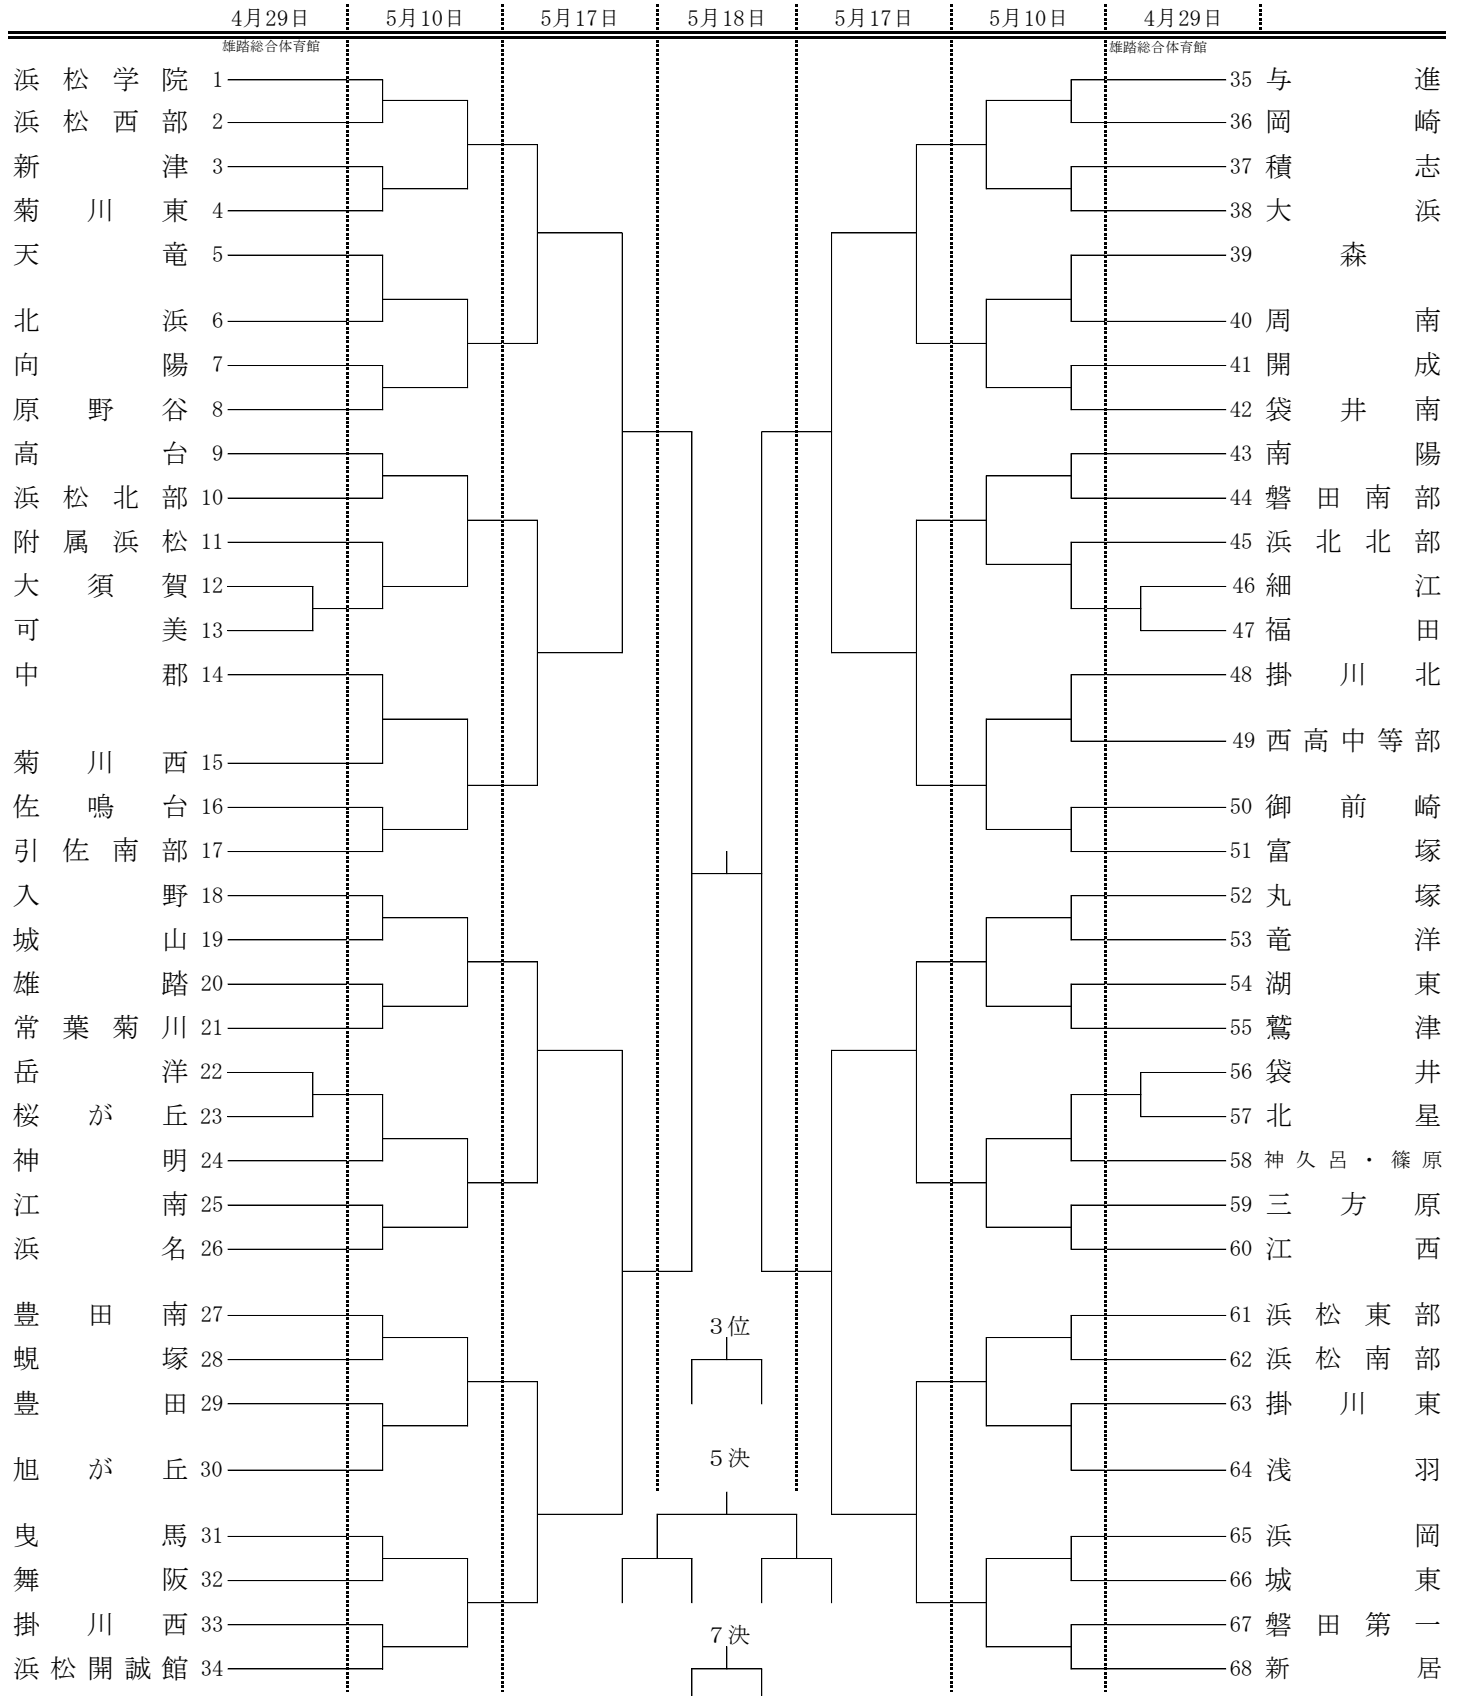 4月29日 5月10日 5月17日 5月18日 5月17日 5月10日 4月29日
雄踏総合体育館 雄踏総合体育館
浜松学院 1 35 与進
浜松西部 2 36 岡崎
新津 3 37 積志
菊川東 4 38 大浜
天竜 5 39 森
北浜 6 40 周南
向陽 7 41 開成
原野谷 8 42 袋井南
高台 9 43 南陽
浜松北部 10 44 磐田南部
附属浜松 11 45 浜北北部
大須賀 12 46 細江
可美 13 47 福田
中郡 14 48 掛川北
49 西高中等部
菊川西 15
佐鳴台 16 50 御前崎
引佐南部 17 51 富塚
入野 18 52 丸塚
城山 19 53 竜洋
雄踏 20 54 湖東
常葉菊川 21 55 鷲津
岳洋 22 56 袋井
桜が丘 23 57 北星
神明 24 58 神久呂・篠原
江南 25 59 三方原
浜名 26 60 江西
豊田南 27 61 浜松東部
3位
蜆塚 28 62 浜松南部
豊田 29 63 掛川東
5決
旭が丘 30 64 浅羽
曳馬 31 65 浜岡
舞阪 32 66 城東
掛川西 33 67 磐田第一
7決
浜松開誠館 34 68 新居